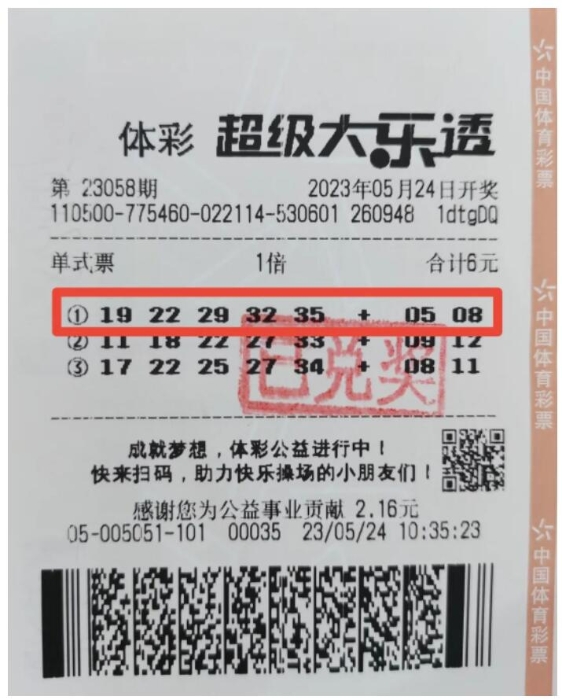 体彩 超级大乐透
第 23058期 2023年05月24日开奖
110500-775460-022114-530601 260948 1dtgDQ
单式票 1倍 合计6元
① 19 22 29 32 35 + 05 08
② 11 18 22 27 33 + 09 12
③ 17 22 25 27 34 + 08 11
已兑奖
成就梦想，体彩公益进行中！
快来扫码，助力快乐操场的小朋友们！
感谢您为公益事业贡献 2.16元
05-005051-101 00035 23/05/24 10:35:23
中国体育彩票
中国体育彩票
中国体育彩票